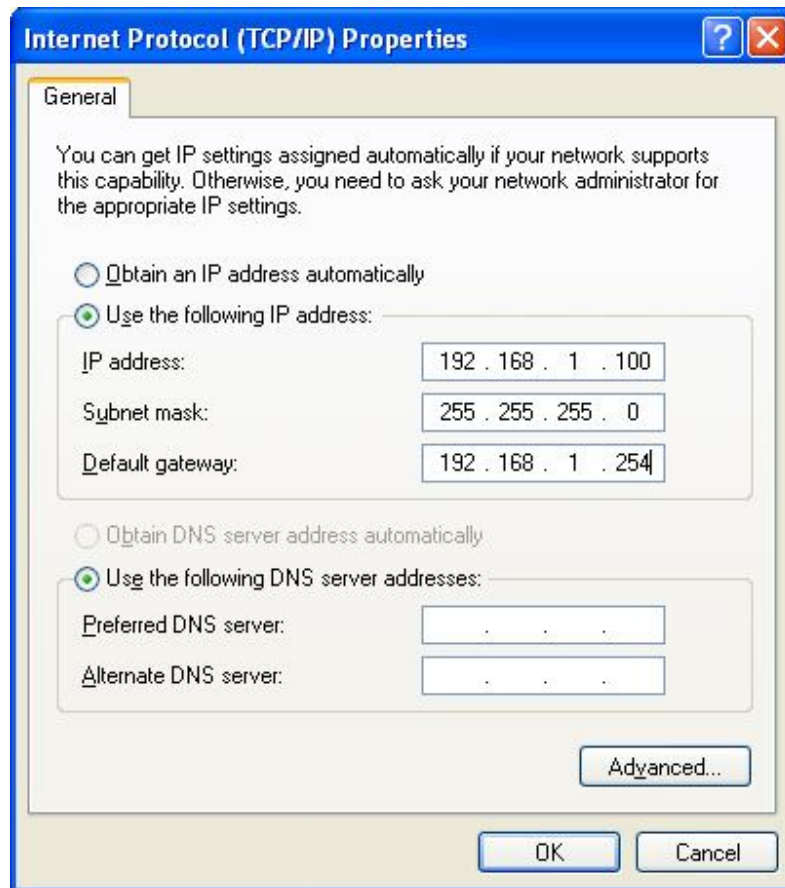 Internet Protocol (TCP/IP) Properties
General
You can get IP settings assigned automatically if your network supports
this capability. Otherwise, you need to ask your network administrator for
the appropriate IP settings.
Obtain an IP address automatically
Use the following IP address:
IP address: 192 . 168 . 1 . 100
Subnet mask: 255 . 255 . 255 . 0
Default gateway: 192 . 168 . 1 . 254
Obtain DNS server address automatically
Use the following DNS server addresses:
Preferred DNS server: . . .
Alternate DNS server: . . .
Advanced...
OK Cancel